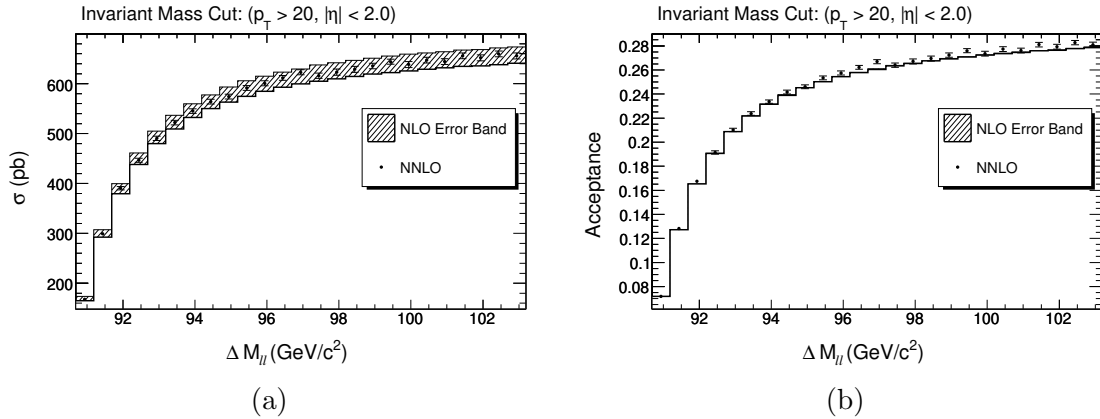 Invariant Mass Cut: (p_T > 20, |η| < 2.0)
σ (pb)
600
500
400
300
200
NLO Error Band
NNLO
92 94 96 98 100 102
Δ M_ll (GeV/c²)
(a)
Invariant Mass Cut: (p_T > 20, |η| < 2.0)
Acceptance
0.28
0.26
0.24
0.22
0.2
0.18
0.16
0.14
0.12
0.1
0.08
NLO Error Band
NNLO
92 94 96 98 100 102
Δ M_ll (GeV/c²)
(b)